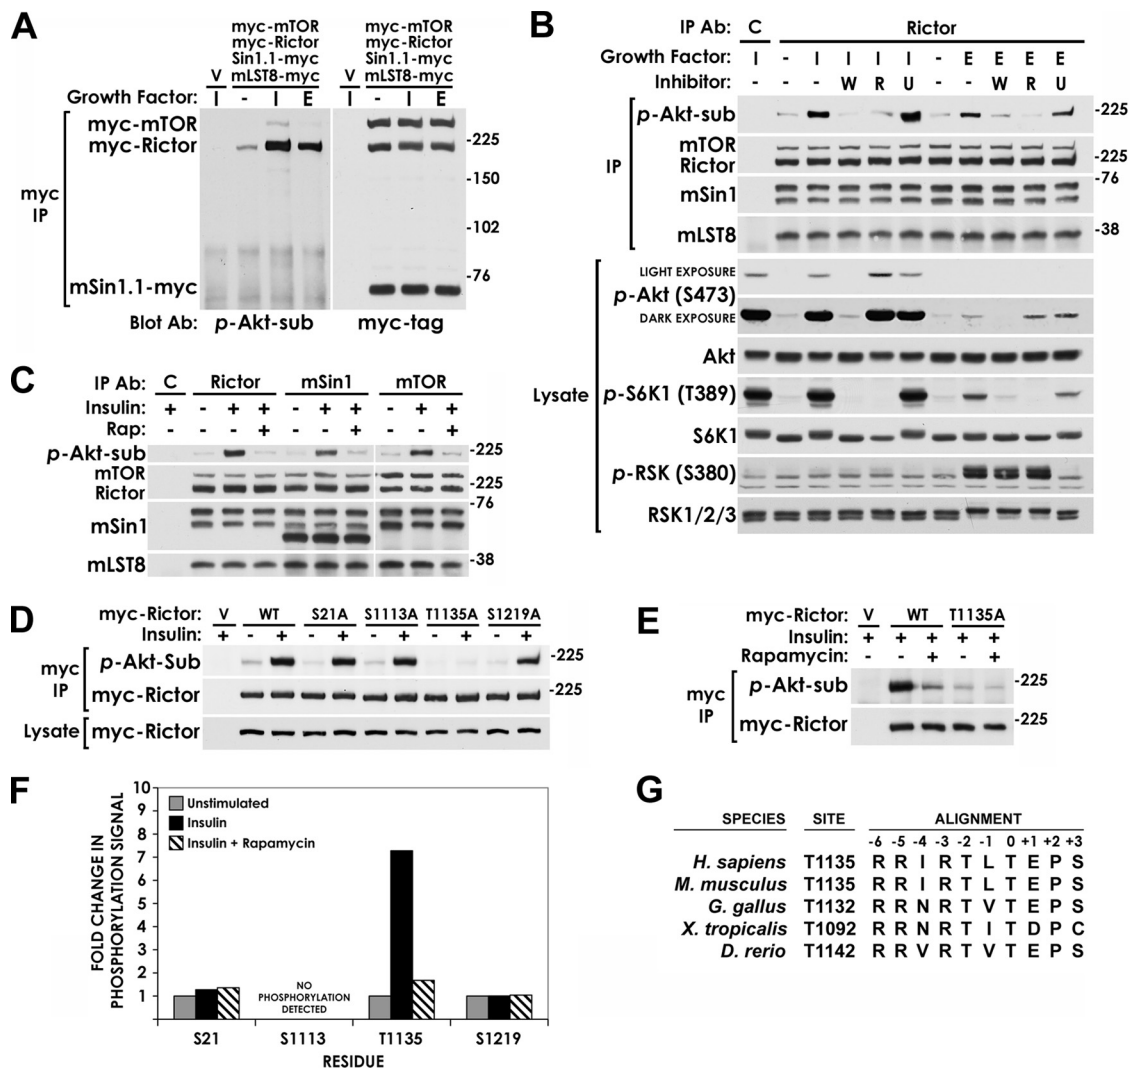 A
myc-mTOR myc-mTOR
myc-Rictor myc-Rictor
Sin1.1-myc Sin1.1-myc
V mLST8-myc V mLST8-myc
Growth Factor: I - I E I - I E
myc-mTOR
myc-Rictor
-225
-150
myc
IP
-102
-76
mSin1.1-myc
Blot Ab: p-Akt-sub myc-tag
B
IP Ab: C Rictor
Growth Factor: I - I I I I - E E E E
Inhibitor: - - - W R U - - W R U
p-Akt-sub -225
mTOR
Rictor -225
IP
-76
mSin1
mLST8 -38
LIGHT EXPOSURE
p-Akt (S473)
DARK EXPOSURE
Akt
Lysate p-S6K1 (T389)
S6K1
p-RSK (S380)
RSK1/2/3
C
IP Ab: C Rictor mSin1 mTOR
Insulin: + - + + - + + - + +
Rap: - - - + - - + - - +
p-Akt-sub -225
mTOR
Rictor -225
-76
mSin1
mLST8 -38
D
myc-Rictor: V WT S21A S1113A T1135A S1219A
Insulin: + - + - + - + - + - +
myc
IP
p-Akt-Sub -225
myc-Rictor -225
Lysate myc-Rictor
E
myc-Rictor: V WT T1135A
Insulin: + + + + +
Rapamycin: - - + - +
myc
IP
p-Akt-sub -225
myc-Rictor -225
F
FOLD CHANGE IN
PHOSPHORYLATION SIGNAL
10
9
8
7
6
5
4
3
2
1
Unstimulated
Insulin
Insulin + Rapamycin
NO
PHOSPHORYLATION
DETECTED
S21 S1113 T1135 S1219
RESIDUE
G
SPECIES SITE ALIGNMENT
-6 -5 -4 -3 -2 -1 0 +1 +2 +3
H. sapiens T1135 R R I R T L T E P S
M. musculus T1135 R R I R T L T E P S
G. gallus T1132 R R N R T V T E P S
X. tropicalis T1092 R R N R T I T D P C
D. rerio T1142 R R V R T V T E P S